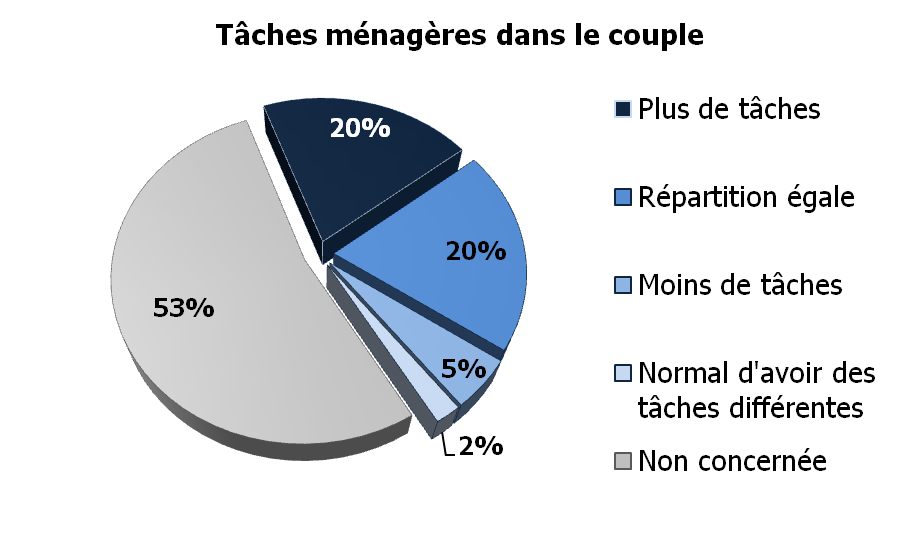 Tâches ménagères dans le couple
20%
20%
5%
2%
53%
Plus de tâches
Répartition égale
Moins de tâches
Normal d'avoir des
tâches différentes
Non concernée